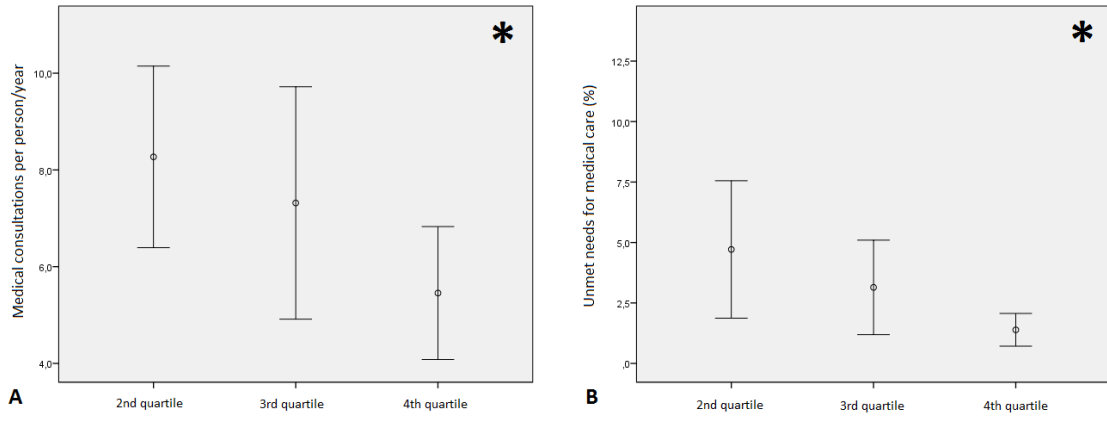 *
Medical consultations per person/year
10,0
8,0
6,0
4,0
2nd quartile
3rd quartile
4th quartile
A
*
Unmet needs for medical care (%)
12,5
10,0
7,5
5,0
2,5
,0
2nd quartile
3rd quartile
4th quartile
B